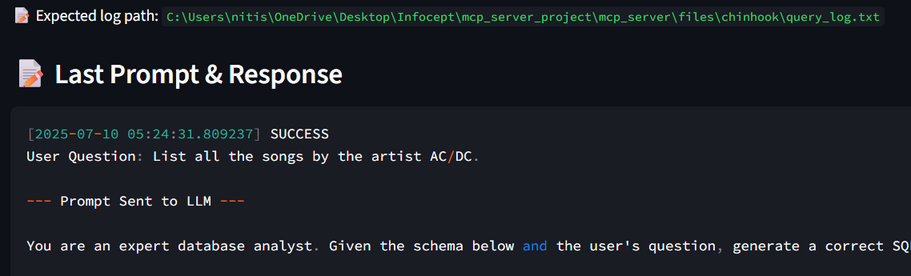 Expected log path: C:\Users\nitis\OneDrive\Desktop\Infocept\mcp_server_project\mcp_server\files\chinhook\query_log.txt
Last Prompt & Response
[2025-07-10 05:24:31.809237] SUCCESS
User Question: List all the songs by the artist AC/DC.
--- Prompt Sent to LLM ---
You are an expert database analyst. Given the schema below and the user's question, generate a correct